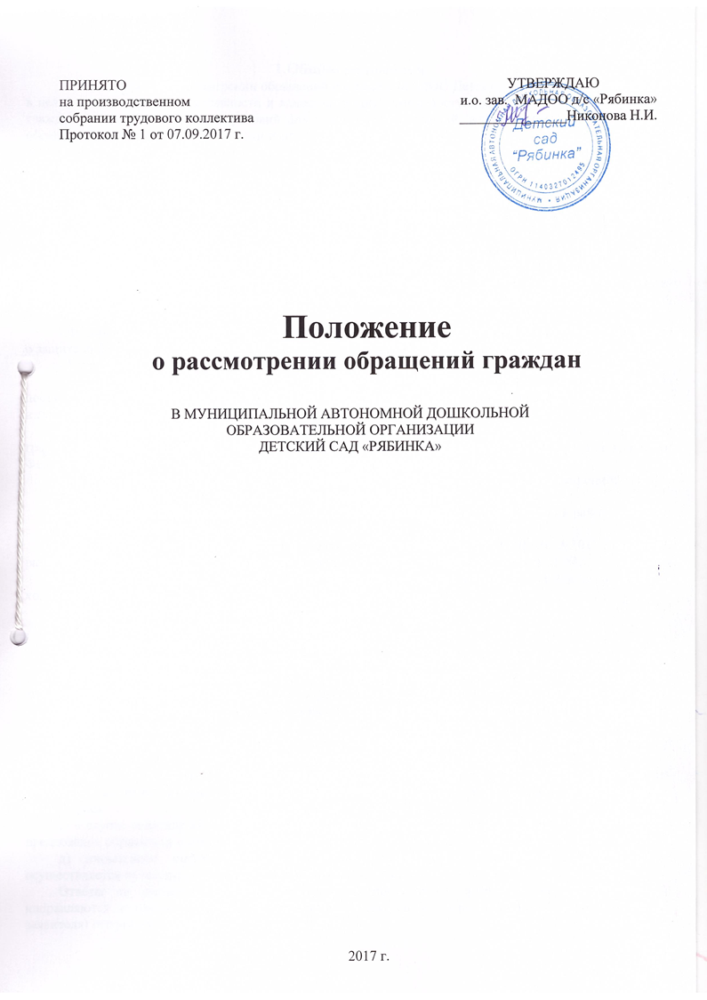 ПРИНЯТО
на производственном
собрании трудового коллектива
Протокол № 1 от 07.09.2017 г.
УТВЕРЖДАЮ
и.о. зав. МАДОО д/с «Рябинка»
Никонова Н.И.
Детский
сад
"Рябинка"
ОГРН 1140327012495
Положение
о рассмотрении обращений граждан
В МУНИЦИПАЛЬНОЙ АВТОНОМНОЙ ДОШКОЛЬНОЙ
ОБРАЗОВАТЕЛЬНОЙ ОРГАНИЗАЦИИ
ДЕТСКИЙ САД «РЯБИНКА»
2017 г.